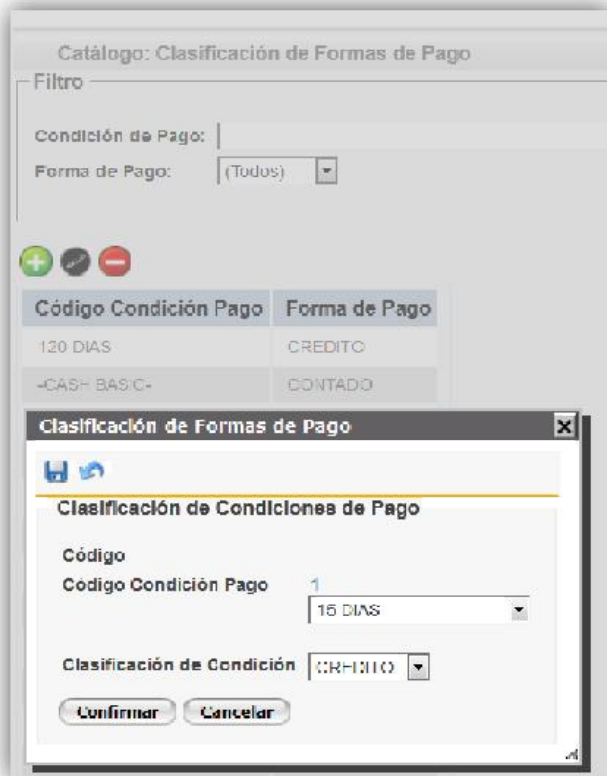 Catálogo: Clasificación de Formas de Pago
Filtro
Condición de Pago:
Forma de Pago: (Todos)
Código Condición Pago Forma de Pago
120 DIAS CREDITO
-CASH BASIC- CONTADO
Clasificación de Formas de Pago
Clasificación de Condiciones de Pago
Código
Código Condición Pago 1
15 DIAS
Clasificación de Condición CREDITO
Confirmar Cancelar